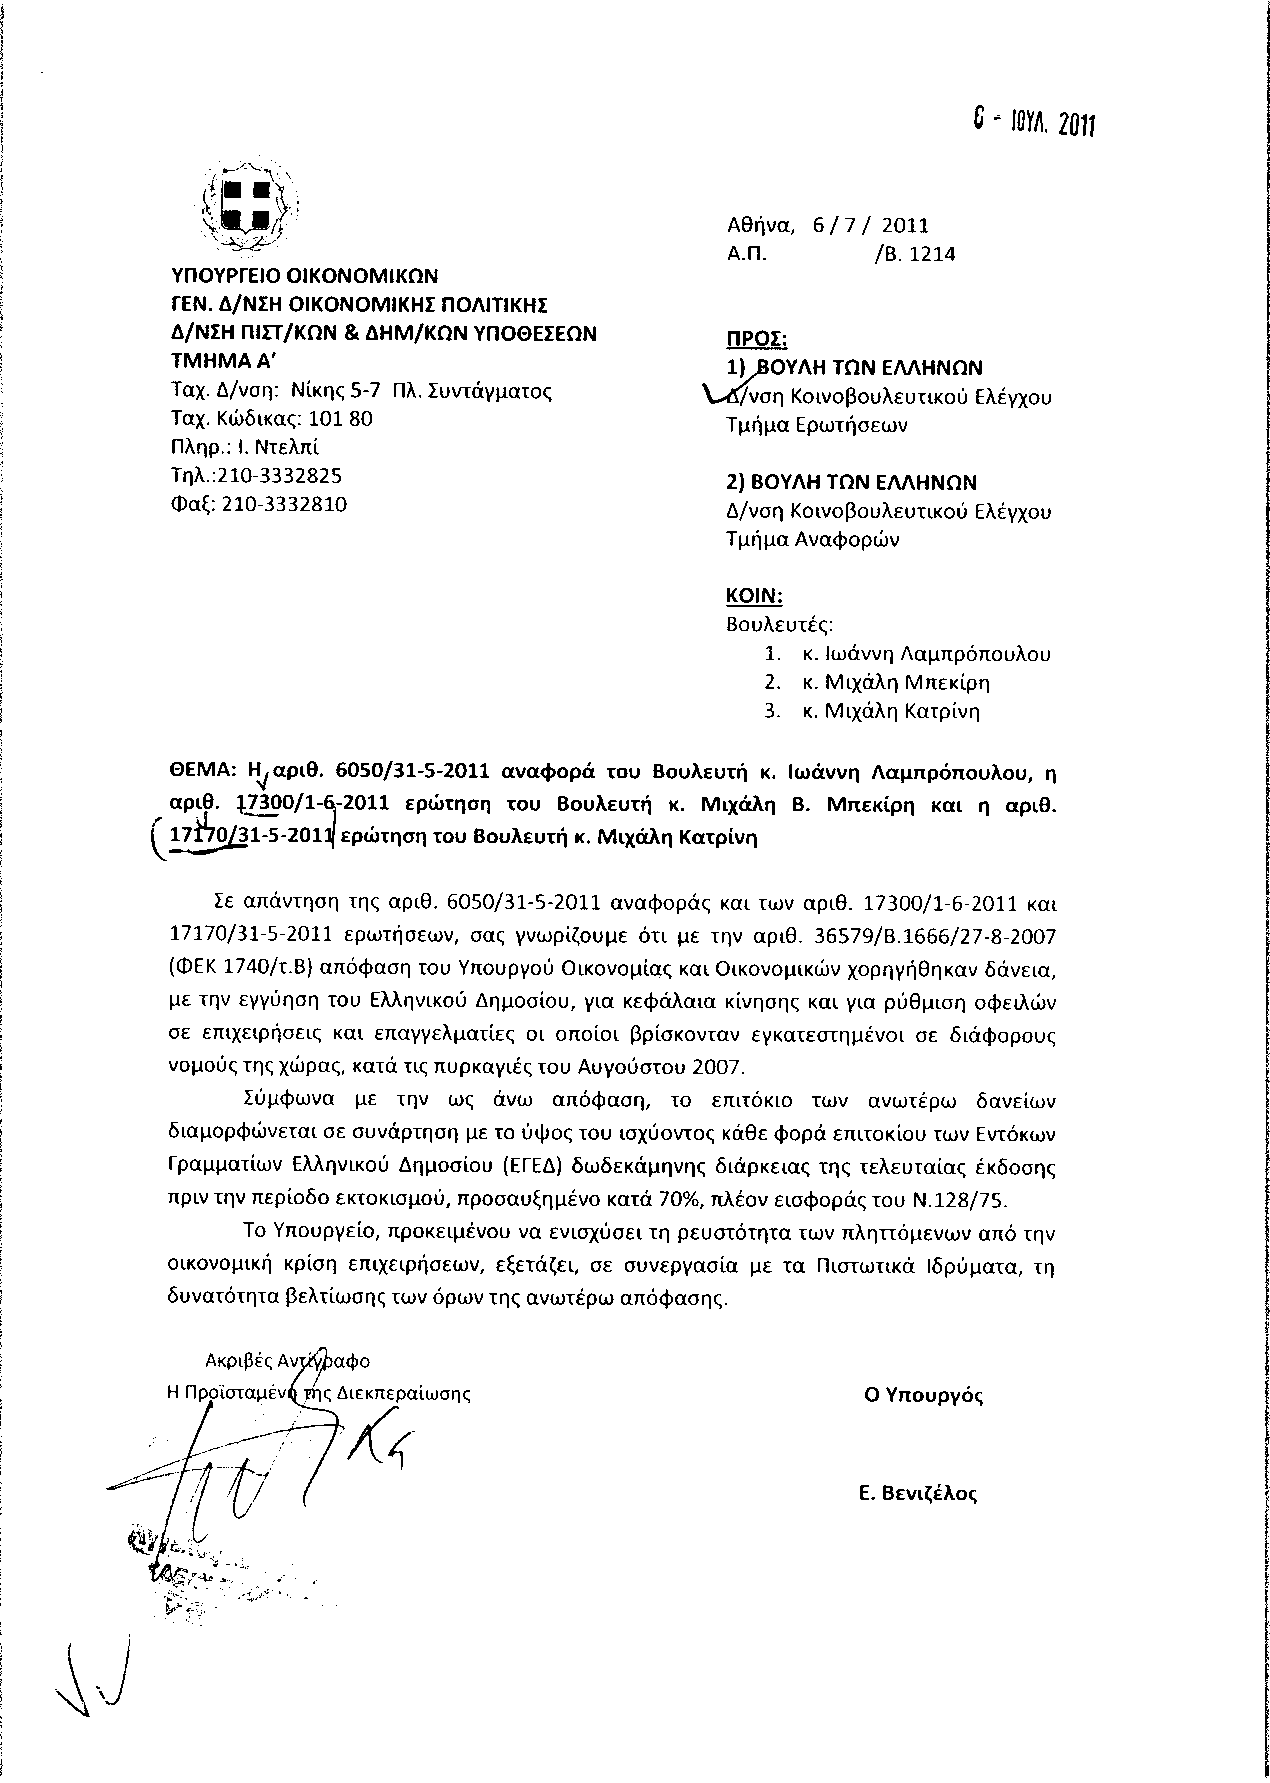 6 - ΙΟΥΛ. 2011
Αθήνα, 6 / 7 / 2011
Α.Π. /Β. 1214
ΥΠΟΥΡΓΕΙΟ ΟΙΚΟΝΟΜΙΚΩΝ
ΓΕΝ. Δ/ΝΣΗ ΟΙΚΟΝΟΜΙΚΗΣ ΠΟΛΙΤΙΚΗΣ
Δ/ΝΣΗ ΠΙΣΤ/ΚΩΝ & ΔΗΜ/ΚΩΝ ΥΠΟΘΕΣΕΩΝ
ΤΜΗΜΑ Α'
Ταχ. Δ/νση: Νίκης 5-7 Πλ. Συντάγματος
Ταχ. Κώδικας: 101 80
Πληρ.: Ι. Ντελπί
Τηλ.:210-3332825
Φαξ: 210-3332810
ΠΡΟΣ:
1) ΒΟΥΛΗ ΤΩΝ ΕΛΛΗΝΩΝ
Δ/νση Κοινοβουλευτικού Ελέγχου
Τμήμα Ερωτήσεων
2) ΒΟΥΛΗ ΤΩΝ ΕΛΛΗΝΩΝ
Δ/νση Κοινοβουλευτικού Ελέγχου
Τμήμα Αναφορών
ΚΟΙΝ:
Βουλευτές:
1. κ. Ιωάννη Λαμπρόπουλου
2. κ. Μιχάλη Μπεκίρη
3. κ. Μιχάλη Κατρίνη
ΘΕΜΑ: Η αριθ. 6050/31-5-2011 αναφορά του Βουλευτή κ. Ιωάννη Λαμπρόπουλου, η
αριθ. 17300/1-6-2011 ερώτηση του Βουλευτή κ. Μιχάλη Β. Μπεκίρη και η αριθ.
17170/31-5-2011 ερώτηση του Βουλευτή κ. Μιχάλη Κατρίνη
Σε απάντηση της αριθ. 6050/31-5-2011 αναφοράς και των αριθ. 17300/1-6-2011 και
17170/31-5-2011 ερωτήσεων, σας γνωρίζουμε ότι με την αριθ. 36579/Β.1666/27-8-2007
(ΦΕΚ 1740/τ.Β) απόφαση του Υπουργού Οικονομίας και Οικονομικών χορηγήθηκαν δάνεια,
με την εγγύηση του Ελληνικού Δημοσίου, για κεφάλαια κίνησης και για ρύθμιση οφειλών
σε επιχειρήσεις και επαγγελματίες οι οποίοι βρίσκονταν εγκατεστημένοι σε διάφορους
νομούς της χώρας, κατά τις πυρκαγιές του Αυγούστου 2007.
Σύμφωνα με την ως άνω απόφαση, το επιτόκιο των ανωτέρω δανείων
διαμορφώνεται σε συνάρτηση με το ύψος του ισχύοντος κάθε φορά επιτοκίου των Εντόκων
Γραμματίων Ελληνικού Δημοσίου (ΕΓΕΔ) δωδεκάμηνης διάρκειας της τελευταίας έκδοσης
πριν την περίοδο εκτοκισμού, προσαυξημένο κατά 70%, πλέον εισφοράς του Ν.128/75.
Το Υπουργείο, προκειμένου να ενισχύσει τη ρευστότητα των πληττόμενων από την
οικονομική κρίση επιχειρήσεων, εξετάζει, σε συνεργασία με τα Πιστωτικά Ιδρύματα, τη
δυνατότητα βελτίωσης των όρων της ανωτέρω απόφασης.
Ακριβές Αντίγραφο
Η Προϊσταμένη της Διεκπεραίωσης
Ο Υπουργός
Ε. Βενιζέλος